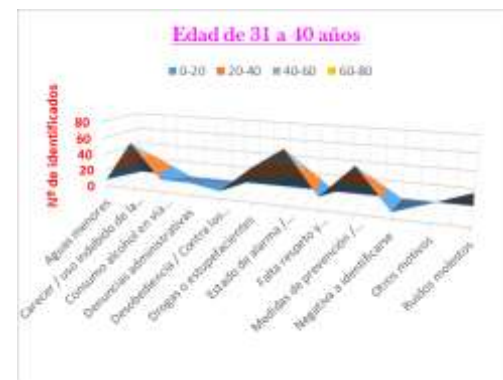 Edad de 31 a 40 años
0-20 20-40 40-60 60-80
Nº de identificados
80
60
40
20
0
Aguas menores
Carecer / uso indebido de la...
Consumo alcohol en vía...
Denuncias administrativas
Desobediencia / Contra los...
Drogas o estupefacientes
Estado de alarma /...
Falta respeto y...
Medidas de prevención /...
Negativa a identificarse
Otros motivos
Ruidos molestos